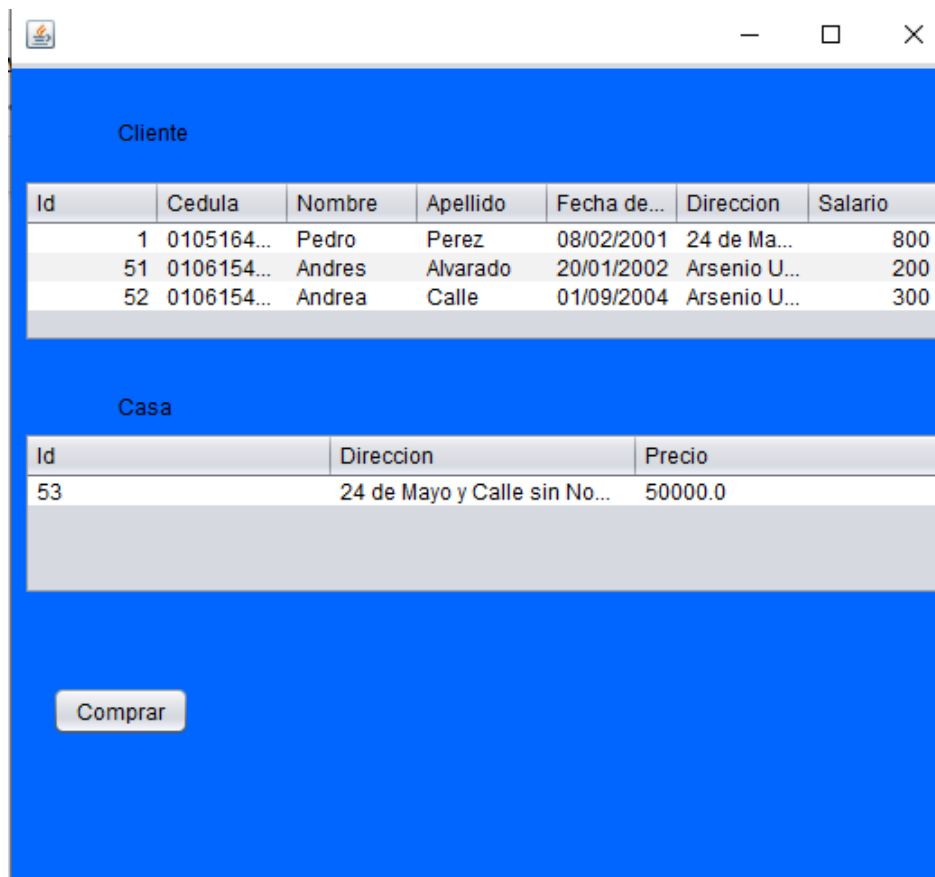 Cliente
Id Cedula Nombre Apellido Fecha de... Direccion Salario
1 0105164... Pedro Perez 08/02/2001 24 de Ma... 800
51 0106154... Andres Alvarado 20/01/2002 Arsenio U... 200
52 0106154... Andrea Calle 01/09/2004 Arsenio U... 300
Casa
Id Direccion Precio
53 24 de Mayo y Calle sin No... 50000.0
Comprar